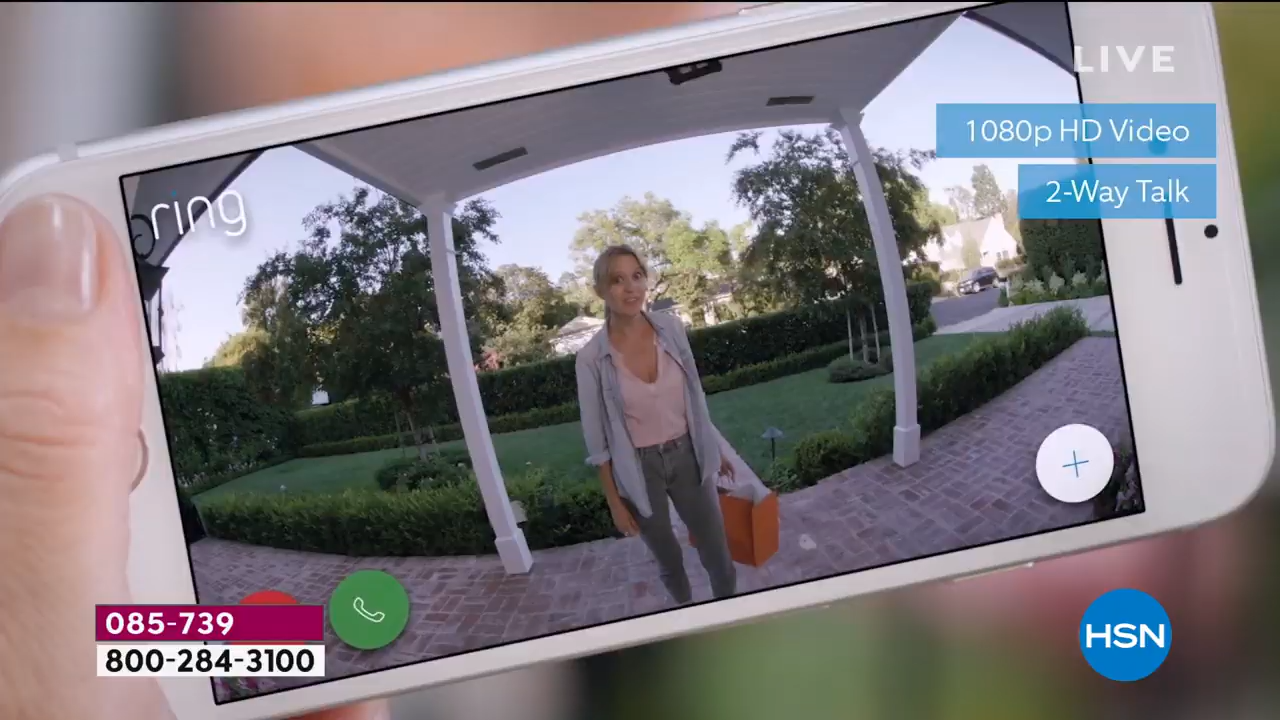 LIVE
1080p HD Video
2-Way Talk
ring
085-739
800-284-3100
HSN